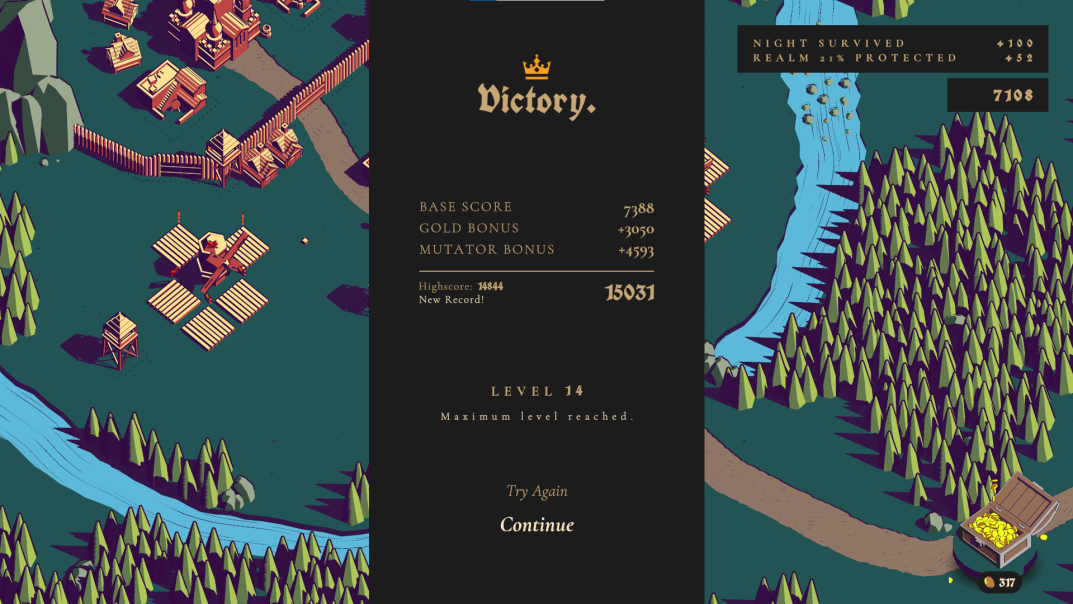 Victory.
BASE SCORE 7388
GOLD BONUS +3050
MUTATOR BONUS +4593
Highscore: 14844
New Record!
15031
LEVEL 14
Maximum level reached.
Try Again
Continue
NIGHT SURVIVED +100
REALM 21% PROTECTED +52
7108
317